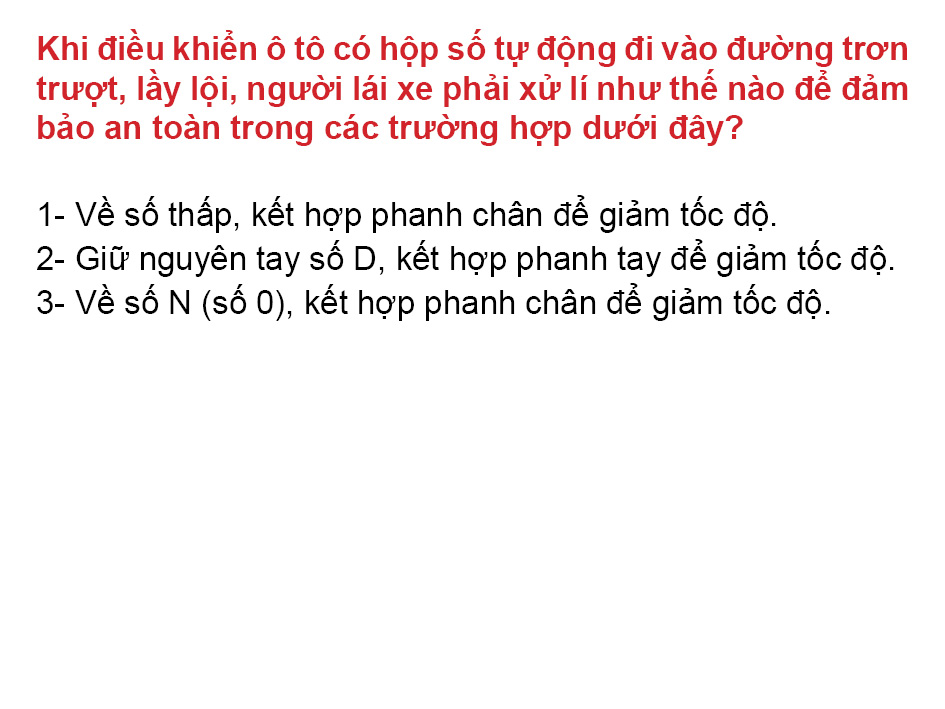 Khi điều khiển ô tô có hộp số tự động đi vào đường trơn
trượt, lầy lội, người lái xe phải xử lí như thế nào để đảm
bảo an toàn trong các trường hợp dưới đây?
1- Về số thấp, kết hợp phanh chân để giảm tốc độ.
2- Giữ nguyên tay số D, kết hợp phanh tay để giảm tốc độ.
3- Về số N (số 0), kết hợp phanh chân để giảm tốc độ.